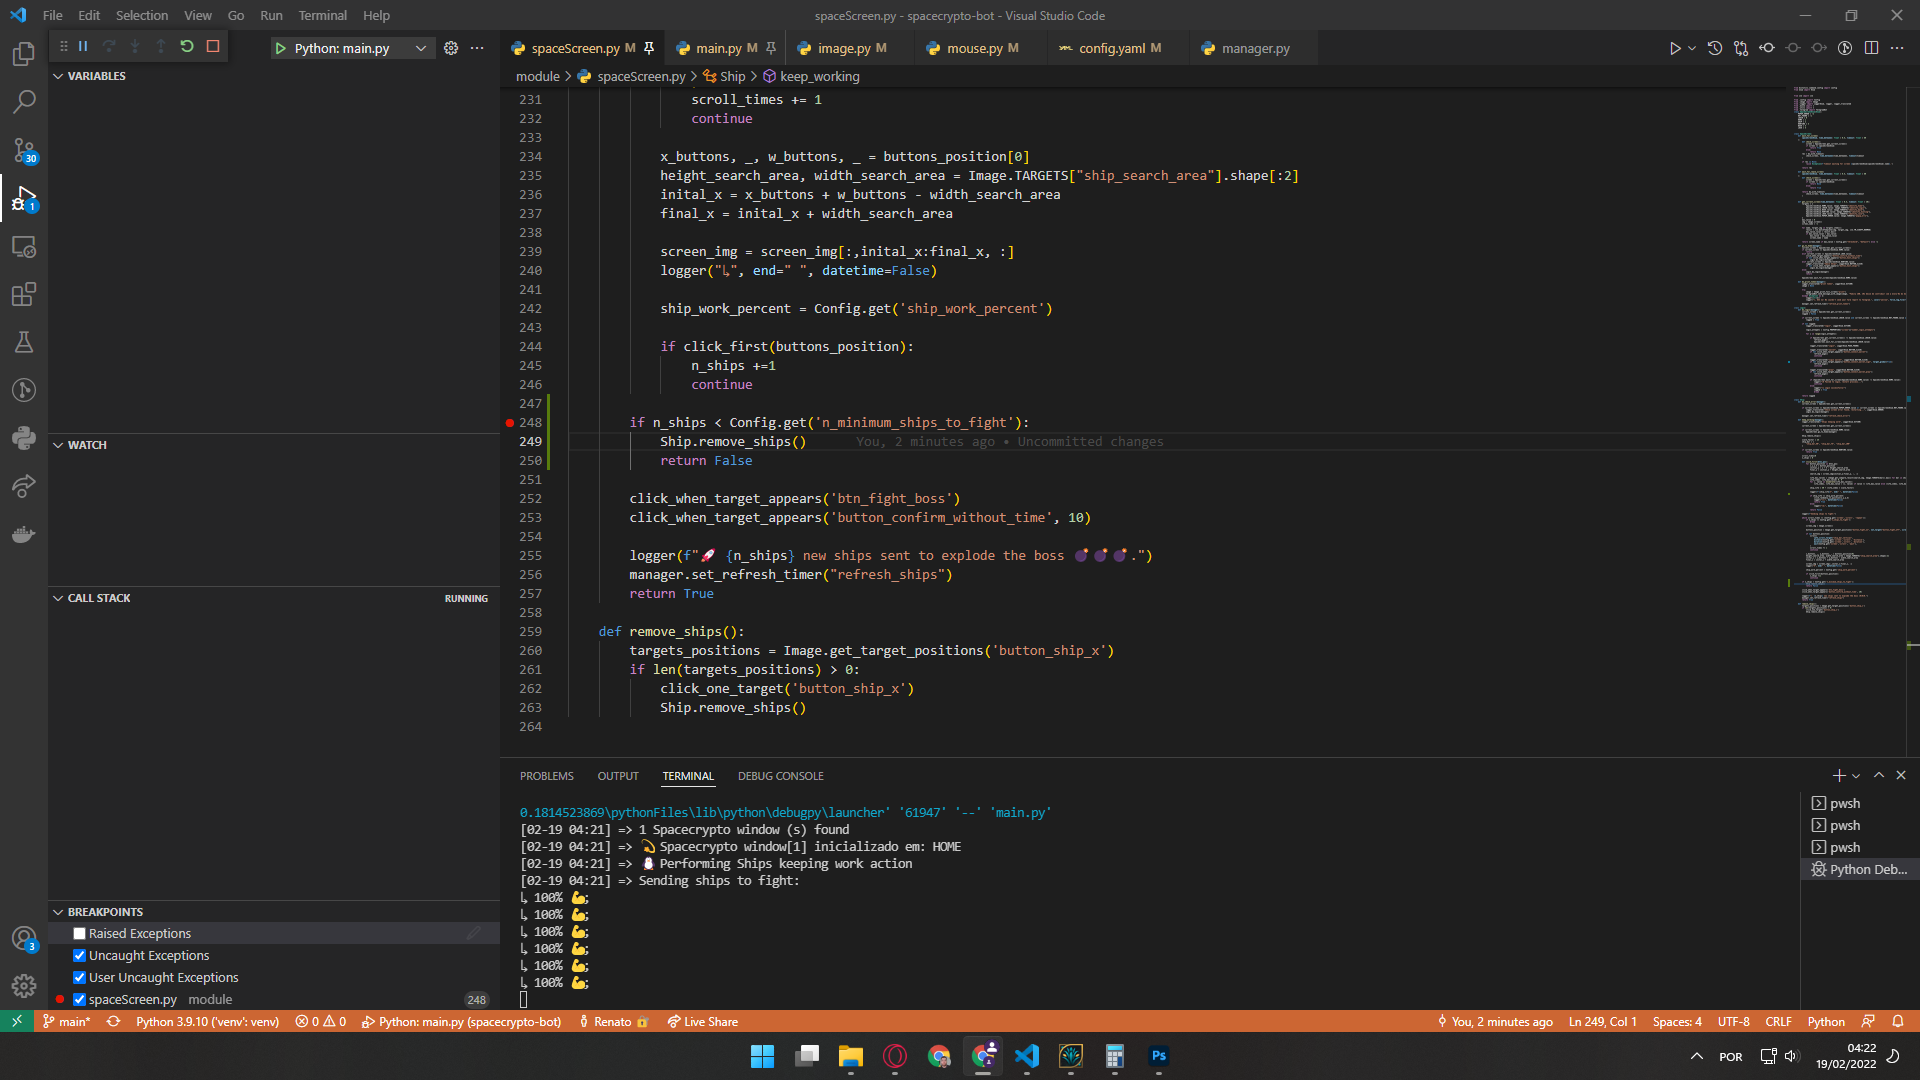 File Edit Selection View Go Run Terminal Help
spaceScreen.py - spacecrypto-bot - Visual Studio Code
Python: main.py
spaceScreen.py M
main.py M
image.py M
mouse.py M
config.yaml M
manager.py
module > spaceScreen.py > Ship > keep_working
VARIABLES
WATCH
CALL STACK
RUNNING
BREAKPOINTS
Raised Exceptions
Uncaught Exceptions
User Uncaught Exceptions
spaceScreen.py module 248
30
1
3
231 scroll_times += 1
232 continue
233
234 x_buttons, _, w_buttons, _ = buttons_position[0]
235 height_search_area, width_search_area = Image.TARGETS["ship_search_area"].shape[:2]
236 inital_x = x_buttons + w_buttons - width_search_area
237 final_x = inital_x + width_search_area
238
239 screen_img = screen_img[:,inital_x:final_x, :]
240 logger("↳", end=" ", datetime=False)
241
242 ship_work_percent = Config.get('ship_work_percent')
243
244 if click_first(buttons_position):
245 n_ships +=1
246 continue
247
248 if n_ships < Config.get('n_minimum_ships_to_fight'):
249 Ship.remove_ships() You, 2 minutes ago • Uncommitted changes
250 return False
251
252 click_when_target_appears('btn_fight_boss')
253 click_when_target_appears('button_confirm_without_time', 10)
254
255 logger(f"🚀 {n_ships} new ships sent to explode the boss 💣💣💣.")
256 manager.set_refresh_timer("refresh_ships")
257 return True
258
259 def remove_ships():
260 targets_positions = Image.get_target_positions('button_ship_x')
261 if len(targets_positions) > 0:
262 click_one_target('button_ship_x')
263 Ship.remove_ships()
264
PROBLEMS OUTPUT TERMINAL DEBUG CONSOLE
0.1814523869\pythonFiles\lib\python\debugpy\launcher' '61947' '--' 'main.py'
[02-19 04:21] => 1 Spacecrypto window (s) found
[02-19 04:21] => 💫 Spacecrypto window[1] inicializado em: HOME
[02-19 04:21] => Performing Ships keeping work action
[02-19 04:21] => Sending ships to fight:
↳ 100% 💪;
↳ 100% 💪;
↳ 100% 💪;
↳ 100% 💪;
↳ 100% 💪;
↳ 100% 💪;
pwsh
pwsh
pwsh
Python Deb...
main*
Python 3.9.10 ('venv': venv)
0 0
Python: main.py (spacecrypto-bot)
Renato 🔒
Live Share
You, 2 minutes ago
Ln 249, Col 1
Spaces: 4
UTF-8
CRLF
Python
Ps
POR
04:22
19/02/2022